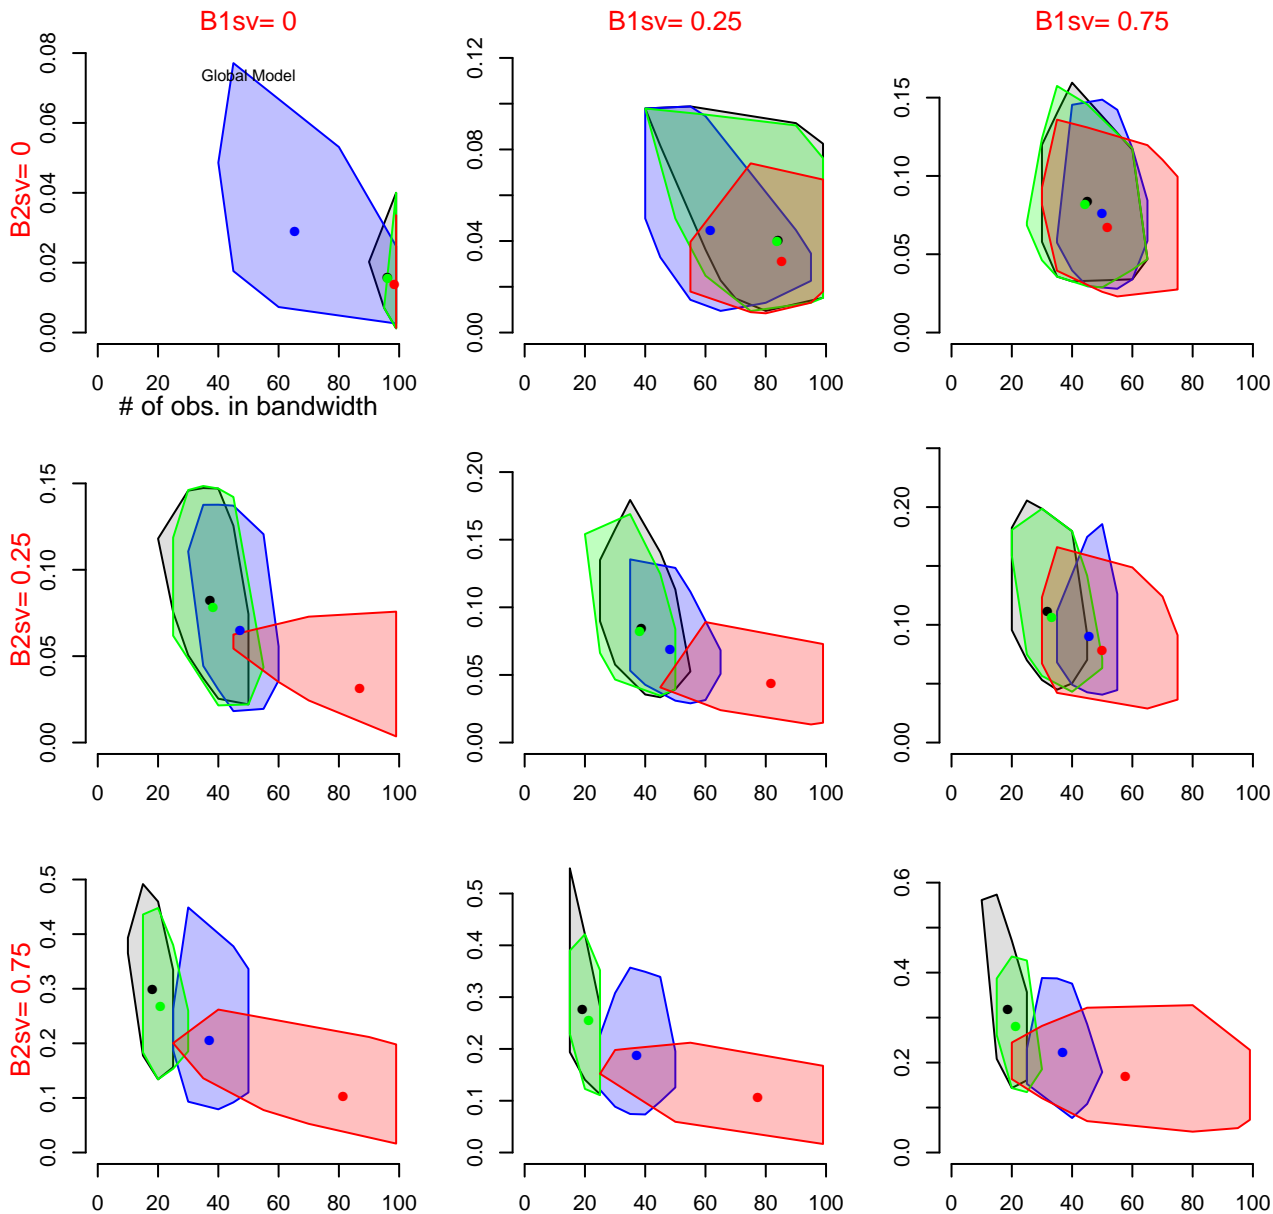 B1sv= 0
B1sv= 0.25
B1sv= 0.75
B2sv= 0
0.00 0.02 0.04 0.06 0.08
Global Model
0 20 40 60 80 100
# of obs. in bandwidth
0.00 0.04 0.08 0.12
0 20 40 60 80 100
0.00 0.05 0.10 0.15
0 20 40 60 80 100
B2sv= 0.25
0.00 0.05 0.10 0.15
0 20 40 60 80 100
0.00 0.05 0.10 0.15 0.20
0 20 40 60 80 100
0.00 0.10 0.20
0 20 40 60 80 100
B2sv= 0.75
0.0 0.1 0.2 0.3 0.4 0.5
0 20 40 60 80 100
0.0 0.1 0.2 0.3 0.4 0.5
0 20 40 60 80 100
0.0 0.2 0.4 0.6
0 20 40 60 80 100